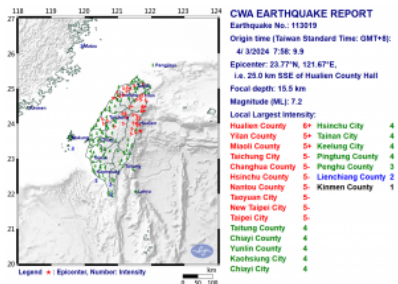 CWA EARTHQUAKE REPORT
Earthquake No.: 113019
Origin time (Taiwan Standard Time: GMT+8):
4/ 3/2024 7:58: 9.9
Epicenter: 23.77°N, 121.67°E,
i.e. 25.0 km SSE of Hualien County Hall
Focal depth: 15.5 km
Magnitude (ML): 7.2
Local Largest Intensity:
Hualien County 6+ Hsinchu City 4
Yilan County 5+ Tainan City 4
Miaoli County 5+ Keelung City 4
Taichung City 5- Pingtung County 4
Changhua County 5- Penghu County 3
Hsinchu County 5- Lienchiang County 2
Nantou County 5- Kinmen County 1
Taoyuan City 5-
New Taipei City 5-
Taipei City 5-
Taitung County 4
Chiayi County 4
Yunlin County 4
Kaohsiung City 4
Chiayi City 4
118 119 120 121 122 123 124
27
26
25
24
23
22
21
20
Legend ★: Epicenter, Number: Intensity
km
0 50 100